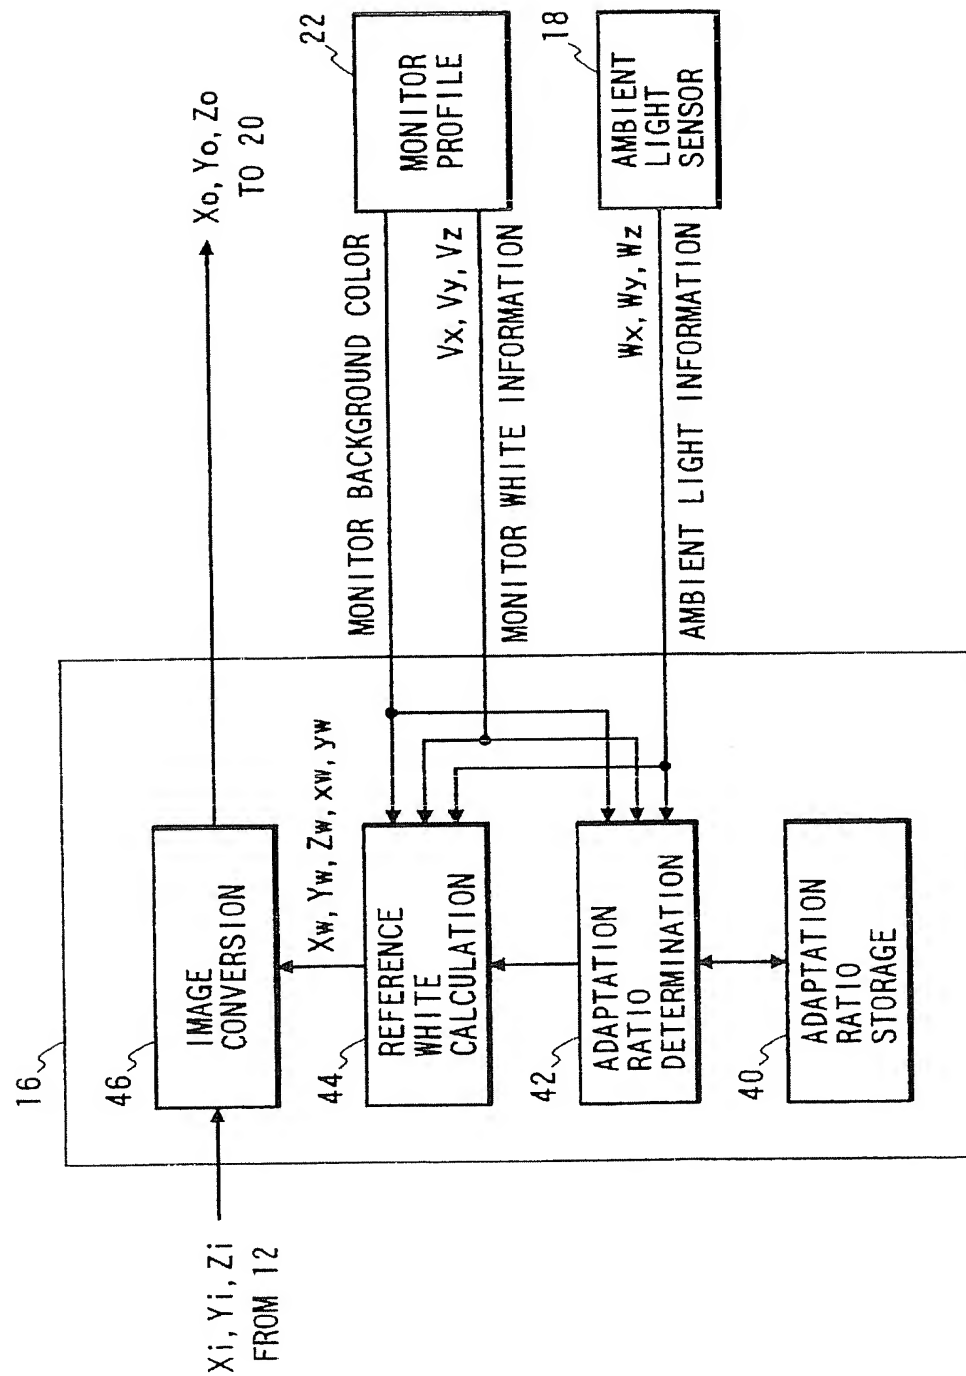 16
46
IMAGE
CONVERSION
Xi, Yi, Zi
FROM 12
Xo, Yo, Zo
TO 20
Xw, Yw, Zw, xw, yw
44
REFERENCE
WHITE
CALCULATION
MONITOR BACKGROUND COLOR
22
MONITOR
PROFILE
Vx, Vy, Vz
MONITOR WHITE INFORMATION
42
ADAPTATION
RATIO
DETERMINATION
18
AMBIENT
LIGHT
SENSOR
Wx, Wy, Wz
AMBIENT LIGHT INFORMATION
40
ADAPTATION
RATIO
STORAGE